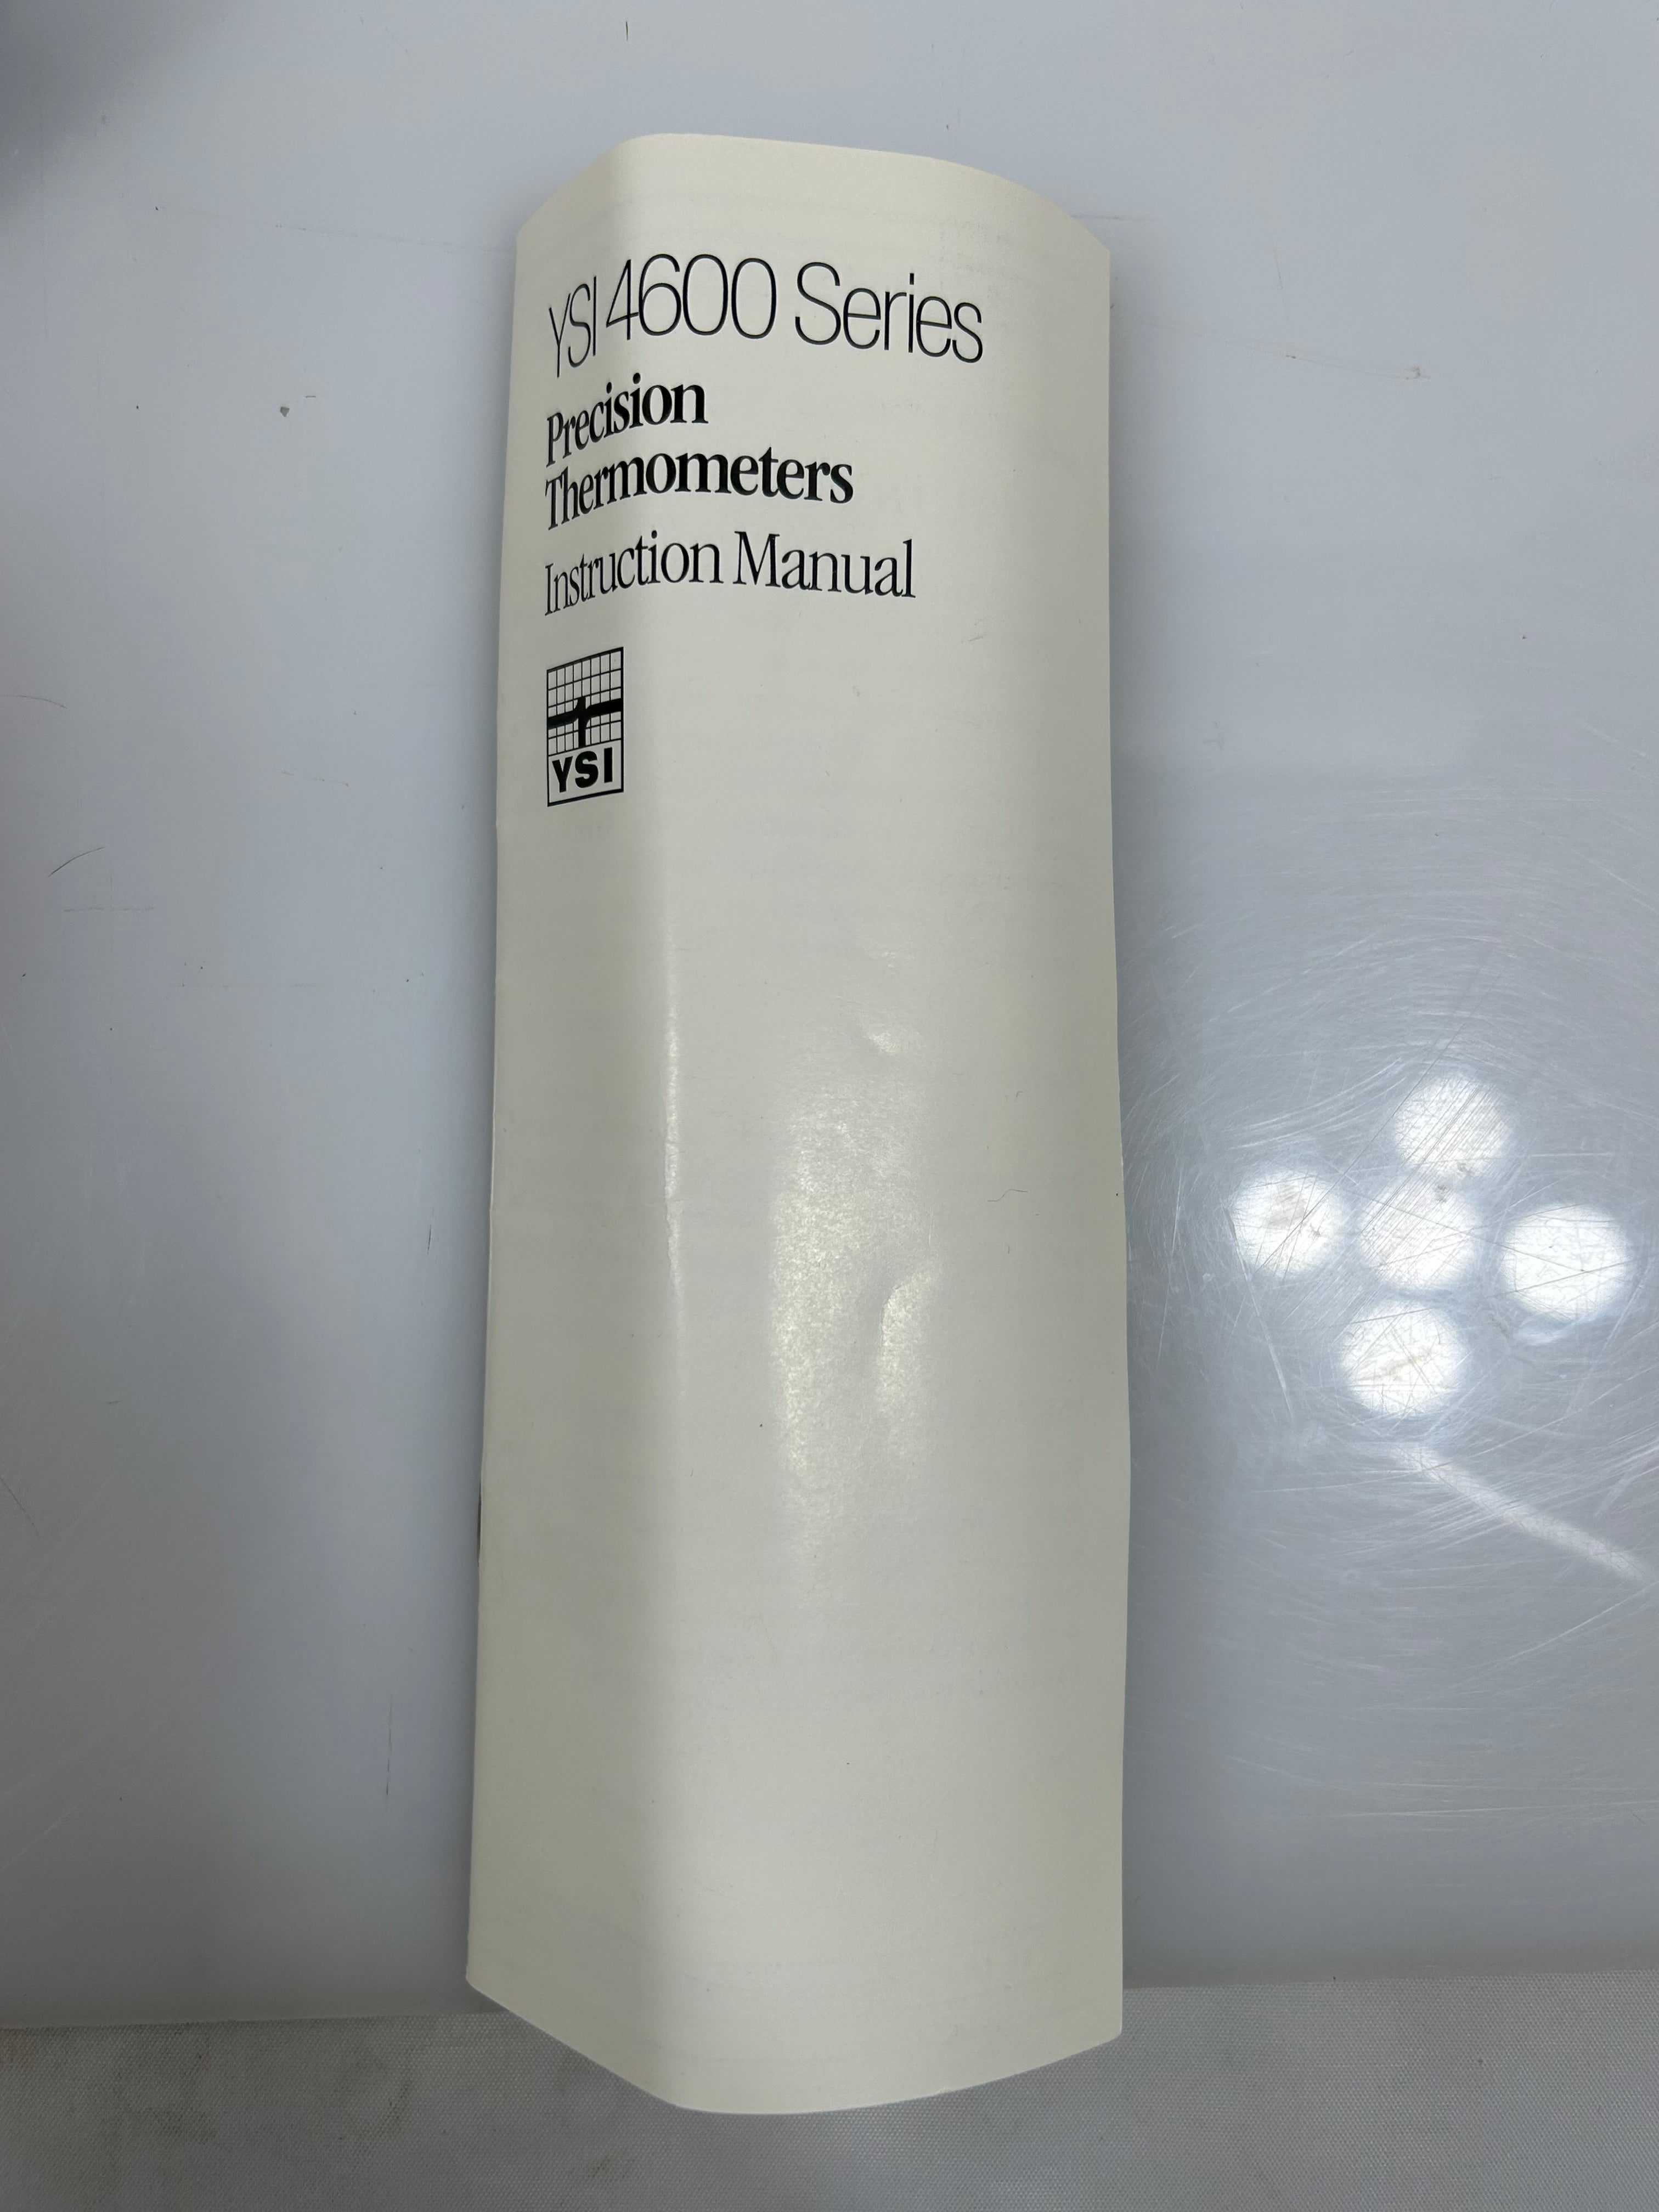 YSI 4600 Series
Precision
Thermometers
Instruction Manual
YSI